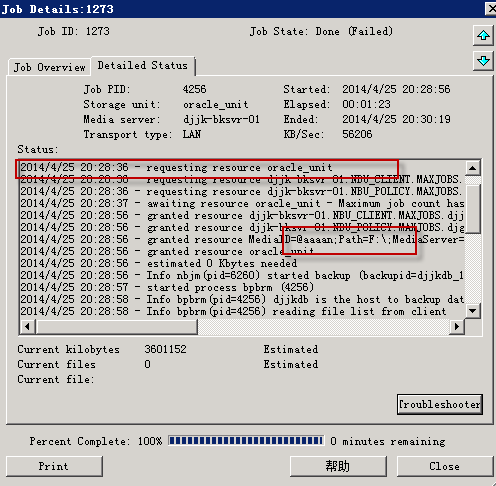 Job Details:1273
Job ID: 1273 Job State: Done (Failed)
Job Overview Detailed Status
Job PID: 4256 Started: 2014/4/25 20:28:56
Storage unit: oracle_unit Elapsed: 00:01:23
Media server: djjk-bksvr-01 Ended: 2014/4/25 20:30:19
Transport type: LAN KB/Sec: 56206
Status:
2014/4/25 20:28:36 - requesting resource oracle_unit
2014/4/25 20:28:36 - requesting resource djjk-bksvr-01.NBU_CLIENT.MAXJOBS.
2014/4/25 20:28:36 - requesting resource djjk-bksvr-01.NBU_POLICY.MAXJOBS.
2014/4/25 20:28:37 - awaiting resource oracle_unit - Maximum job count has
2014/4/25 20:28:56 - granted resource djjk-bksvr-01.NBU_CLIENT.MAXJOBS.djj
2014/4/25 20:28:56 - granted resource djjk-bksvr-01.NBU_POLICY.MAXJOBS.djj
2014/4/25 20:28:56 - granted resource MediaID=@aaaan;Path=F:\;MediaServer=
2014/4/25 20:28:56 - granted resource oracle_unit
2014/4/25 20:28:56 - estimated 0 Kbytes needed
2014/4/25 20:28:56 - Info nbjm(pid=6260) started backup (backupid=djjkdb_1
2014/4/25 20:28:57 - started process bpbrm (4256)
2014/4/25 20:28:58 - Info bpbrm(pid=4256) djjkdb is the host to backup dat
2014/4/25 20:28:58 - Info bpbrm(pid=4256) reading file list from client
Current kilobytes 3601152 Estimated
Current files 0 Estimated
Current file:
Troubleshooter
Percent Complete: 100% 0 minutes remaining
Print 帮助 Close